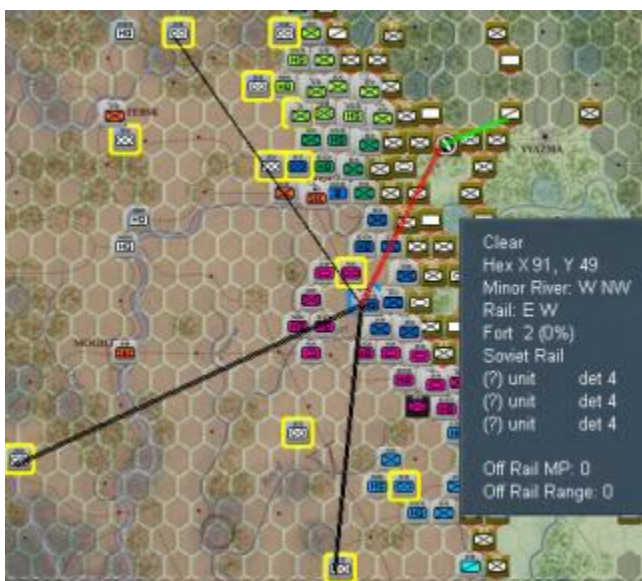 VYAZMA
Clear
Hex X 91, Y 49
Minor River: W NW
Rail: E W
Fort 2 (0%)
Soviet Rail
(?) unit det 4
(?) unit det 4
(?) unit det 4
Off Rail MP: 0
Off Rail Range: 0